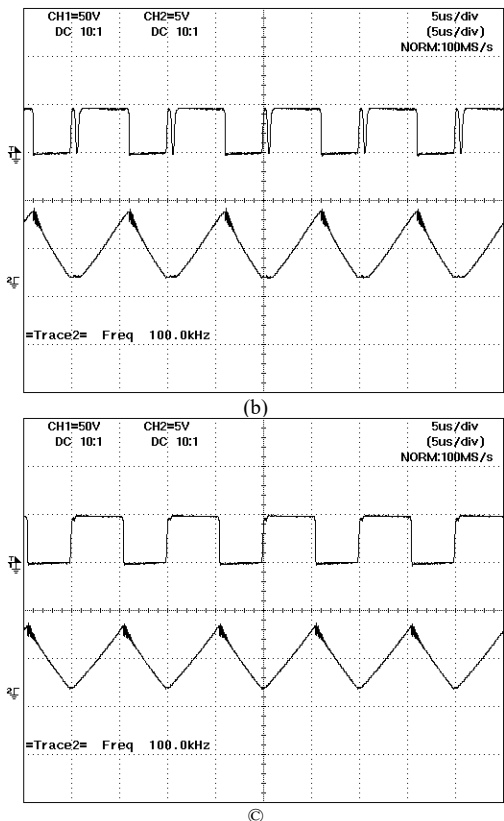 CH1=50V CH2=5V 5us/div
DC 10:1 DC 10:1 (5us/div)
NORM:100MS/s
=Trace2= Freq 100.0kHz
(b)
CH1=50V CH2=5V 5us/div
DC 10:1 DC 10:1 (5us/div)
NORM:100MS/s
=Trace2= Freq 100.0kHz
©